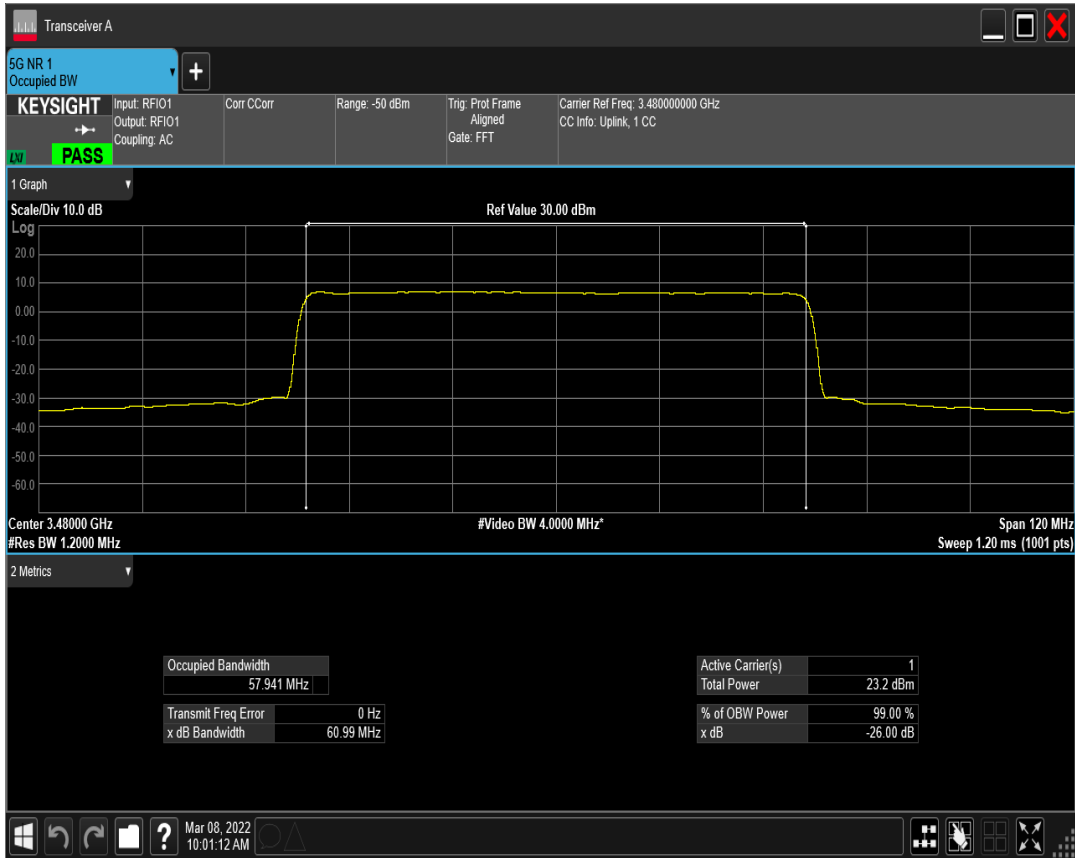 Transceiver A
5G NR 1
Occupied BW
KEYSIGHT
LXI
PASS
Input: RFIO1
Output: RFIO1
Coupling: AC
Corr CCorr
Range: -50 dBm
Trig: Prot Frame
Aligned
Gate: FFT
Carrier Ref Freq: 3.480000000 GHz
CC Info: Uplink, 1 CC
1 Graph
Scale/Div 10.0 dB
Ref Value 30.00 dBm
Log
20.0
10.0
0.00
-10.0
-20.0
-30.0
-40.0
-50.0
-60.0
Center 3.48000 GHz
#Video BW 4.0000 MHz*
Span 120 MHz
#Res BW 1.2000 MHz
Sweep 1.20 ms (1001 pts)
2 Metrics
Occupied Bandwidth
57.941 MHz
Transmit Freq Error 0 Hz
x dB Bandwidth 60.99 MHz
Active Carrier(s) 1
Total Power 23.2 dBm
% of OBW Power 99.00 %
x dB -26.00 dB
?
Mar 08, 2022
10:01:12 AM